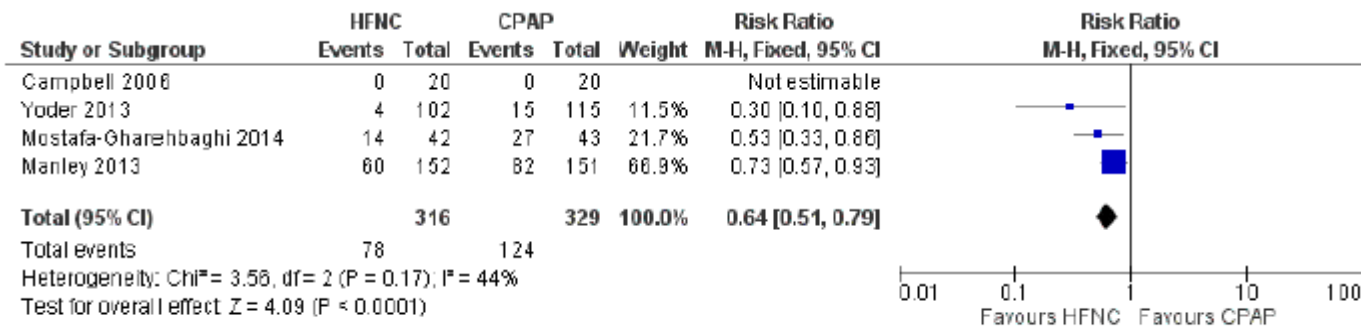 HFNC CPAP Risk Ratio Risk Ratio
Study or Subgroup Events Total Events Total Weight M-H, Fixed, 95% CI M-H, Fixed, 95% CI
Campbell 2006 0 20 0 20 Not estimable
Yoder 2013 4 102 15 115 11.5% 0.30 [0.10, 0.88]
Mostafa-Gharehbaghi 2014 14 42 27 43 21.7% 0.53 [0.33, 0.86]
Manley 2013 60 152 82 151 66.9% 0.73 [0.57, 0.93]
Total (95% CI) 316 329 100.0% 0.64 [0.51, 0.79]
Total events 78 124
Heterogeneity: Chi² = 3.56, df = 2 (P = 0.17); I² = 44%
Test for overall effect: Z = 4.09 (P < 0.0001)
0.01 0.1 1 10 100
Favours HFNC Favours CPAP